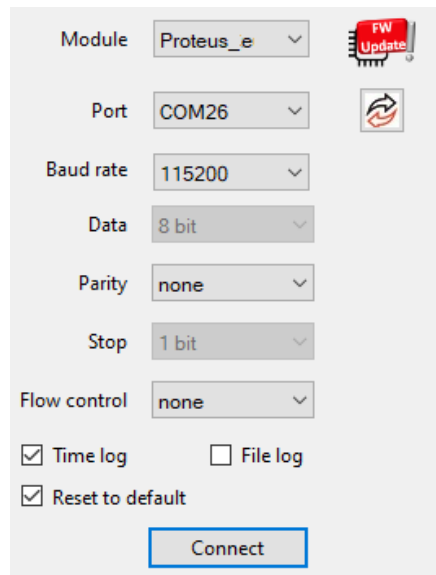 Module Proteus_e FW
Update
Port COM26
Baud rate 115200
Data 8 bit
Parity none
Stop 1 bit
Flow control none
Time log File log
Reset to default
Connect